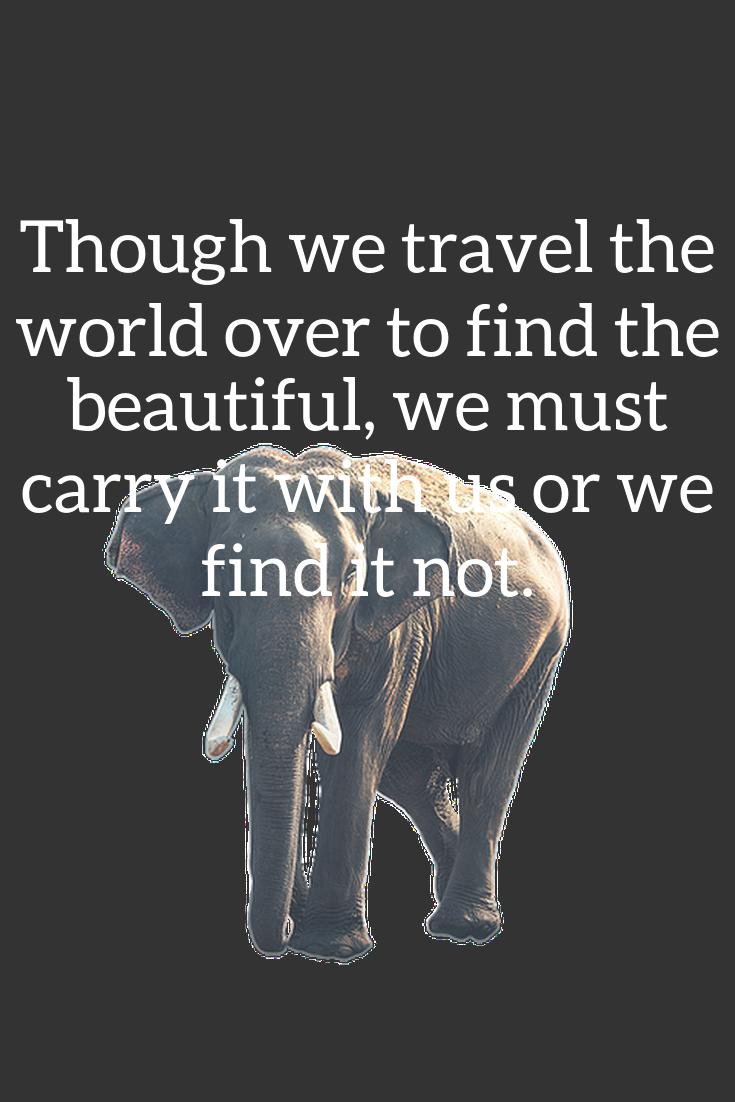 Though we travel the
world over to find the
beautiful, we must
carry it with us or we
find it not.